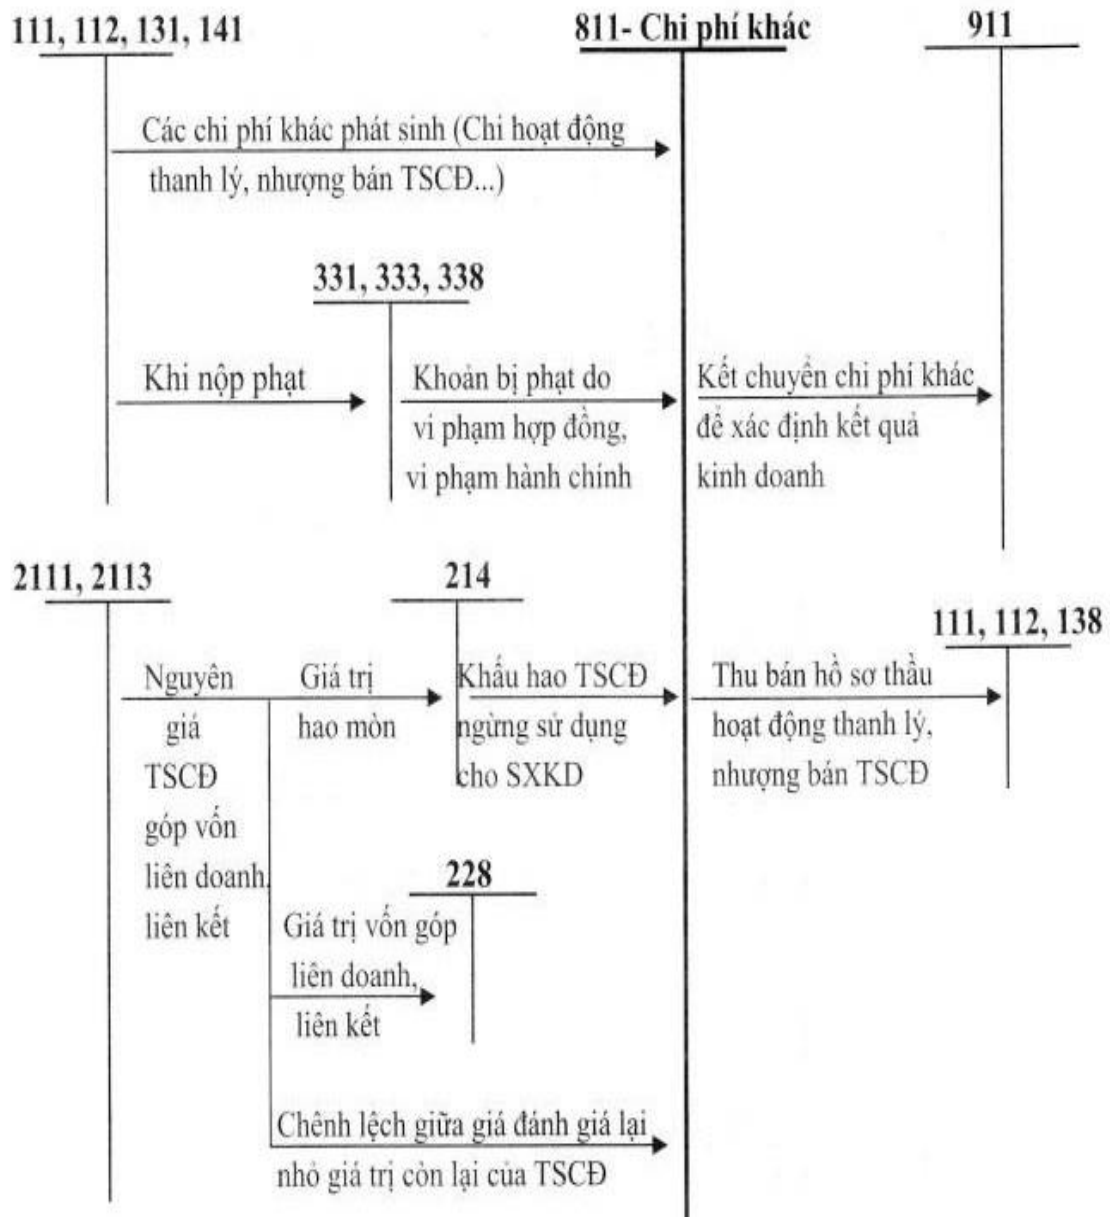 111, 112, 131, 141
811- Chi phí khác
911
Các chi phí khác phát sinh (Chi hoạt động
thanh lý, nhượng bán TSCĐ...)
331, 333, 338
Khi nộp phạt
Khoản bị phạt do
vi phạm hợp đồng,
vi phạm hành chính
Kết chuyển chi phí khác
để xác định kết quả
kinh doanh
2111, 2113
214
111, 112, 138
Nguyên
giá
TSCĐ
góp vốn
liên doanh,
liên kết
Giá trị
hao mòn
Khấu hao TSCĐ
ngừng sử dụng
cho SXKD
Thu bán hồ sơ thầu
hoạt động thanh lý,
nhượng bán TSCĐ
228
Giá trị vốn góp
liên doanh,
liên kết
Chênh lệch giữa giá đánh giá lại
nhỏ giá trị còn lại của TSCĐ